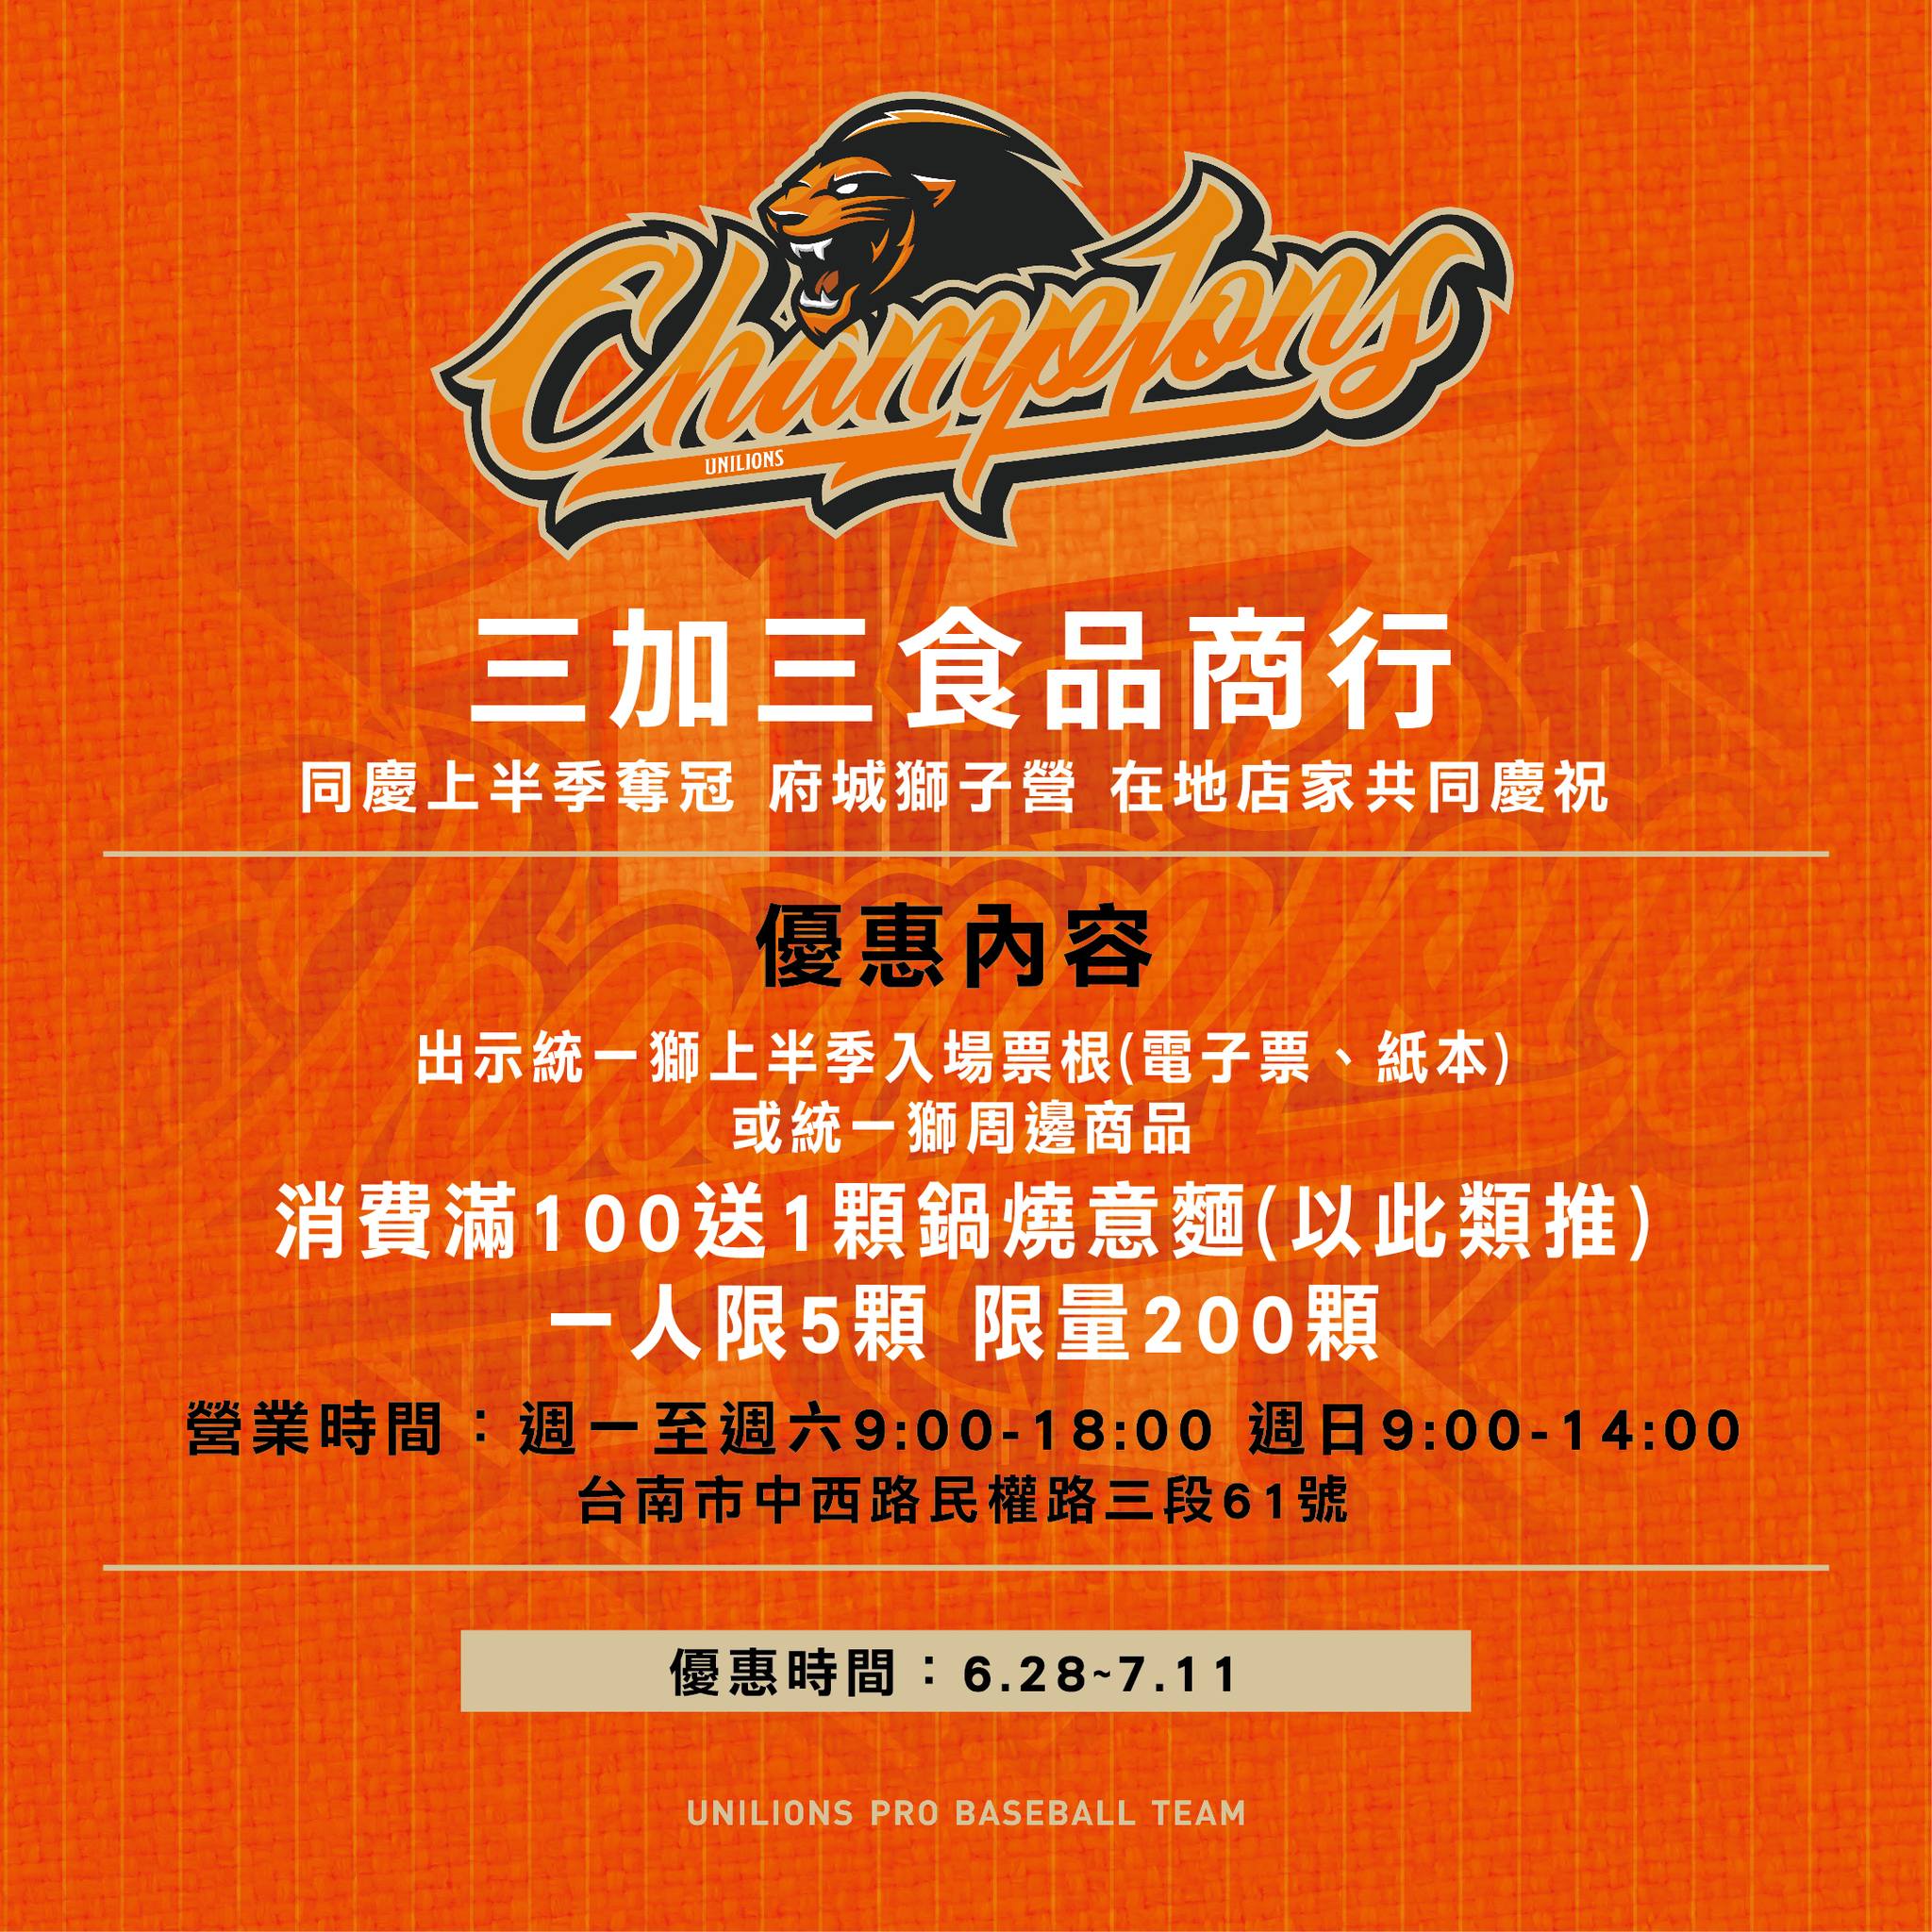 Champ1ons
UNILIONS
三加三食品商行
同慶上半季奪冠 府城獅子營 在地店家共同慶祝
優惠內容
出示統一獅上半季入場票根(電子票、紙本)
或統一獅周邊商品
消費滿100送1顆鍋燒意麵(以此類推)
一人限5顆 限量200顆
營業時間：週一至週六9:00-18:00 週日9:00-14:00
台南市中西路民權路三段61號
優惠時間：6.28~7.11
UNILIONS PRO BASEBALL TEAM